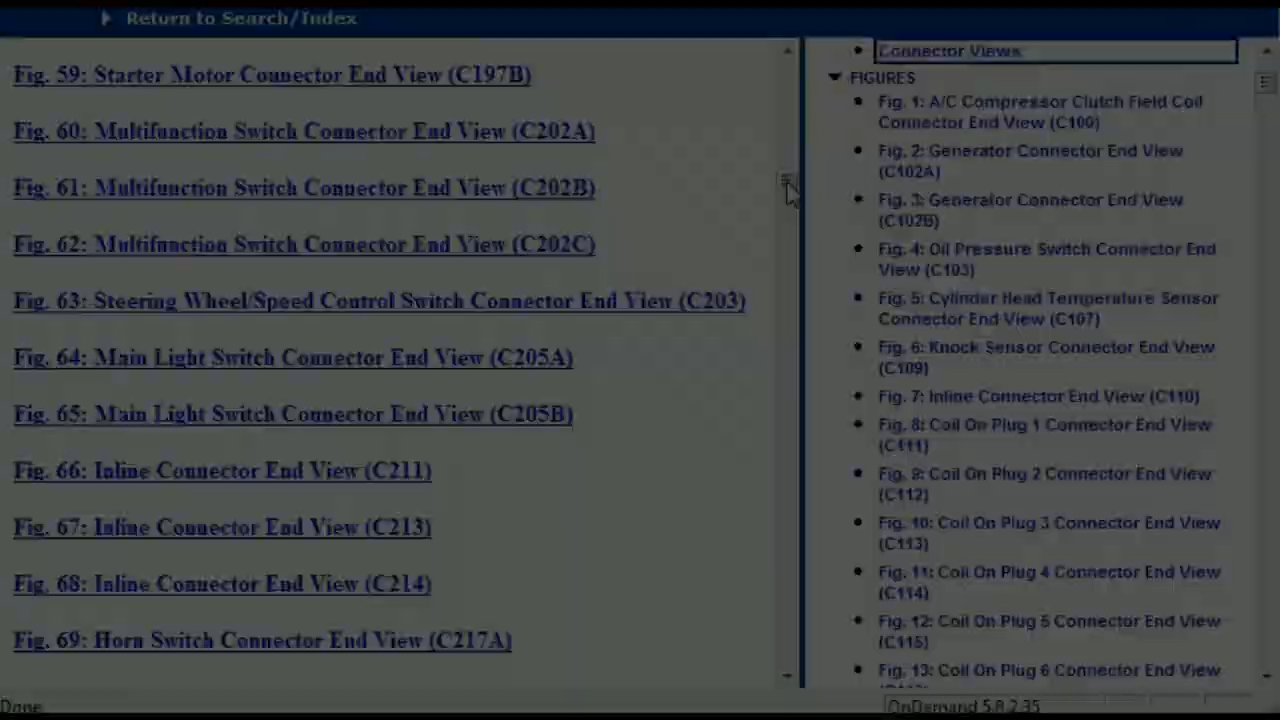 Return to Search/Index
Fig. 59: Starter Motor Connector End View (C197B)
Fig. 60: Multifunction Switch Connector End View (C202A)
Fig. 61: Multifunction Switch Connector End View (C202B)
Fig. 62: Multifunction Switch Connector End View (C202C)
Fig. 63: Steering Wheel/Speed Control Switch Connector End View (C203)
Fig. 64: Main Light Switch Connector End View (C205A)
Fig. 65: Main Light Switch Connector End View (C205B)
Fig. 66: Inline Connector End View (C211)
Fig. 67: Inline Connector End View (C213)
Fig. 68: Inline Connector End View (C214)
Fig. 69: Horn Switch Connector End View (C217A)
Connector Views
FIGURES
Fig. 1: A/C Compressor Clutch Field Coil
Connector End View (C100)
Fig. 2: Generator Connector End View
(C102A)
Fig. 3: Generator Connector End View
(C102B)
Fig. 4: Oil Pressure Switch Connector End
View (C103)
Fig. 5: Cylinder Head Temperature Sensor
Connector End View (C107)
Fig. 6: Knock Sensor Connector End View
(C109)
Fig. 7: Inline Connector End View (C110)
Fig. 8: Coil On Plug 1 Connector End View
(C111)
Fig. 9: Coil On Plug 2 Connector End View
(C112)
Fig. 10: Coil On Plug 3 Connector End View
(C113)
Fig. 11: Coil On Plug 4 Connector End View
(C114)
Fig. 12: Coil On Plug 5 Connector End View
(C115)
Fig. 13: Coil On Plug 6 Connector End View
Done
OnDemand 5.8.2.35